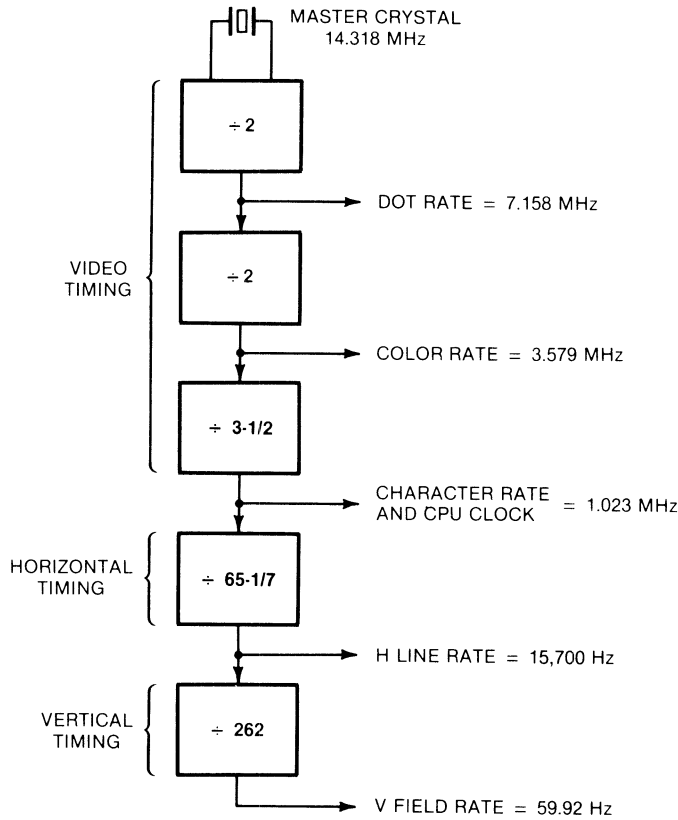 MASTER CRYSTAL
14.318 MHz
÷ 2
DOT RATE = 7.158 MHz
VIDEO
TIMING
÷ 2
COLOR RATE = 3.579 MHz
÷ 3-1/2
CHARACTER RATE
AND CPU CLOCK = 1.023 MHz
HORIZONTAL
TIMING
÷ 65-1/7
H LINE RATE = 15,700 Hz
VERTICAL
TIMING
÷ 262
V FIELD RATE = 59.92 Hz